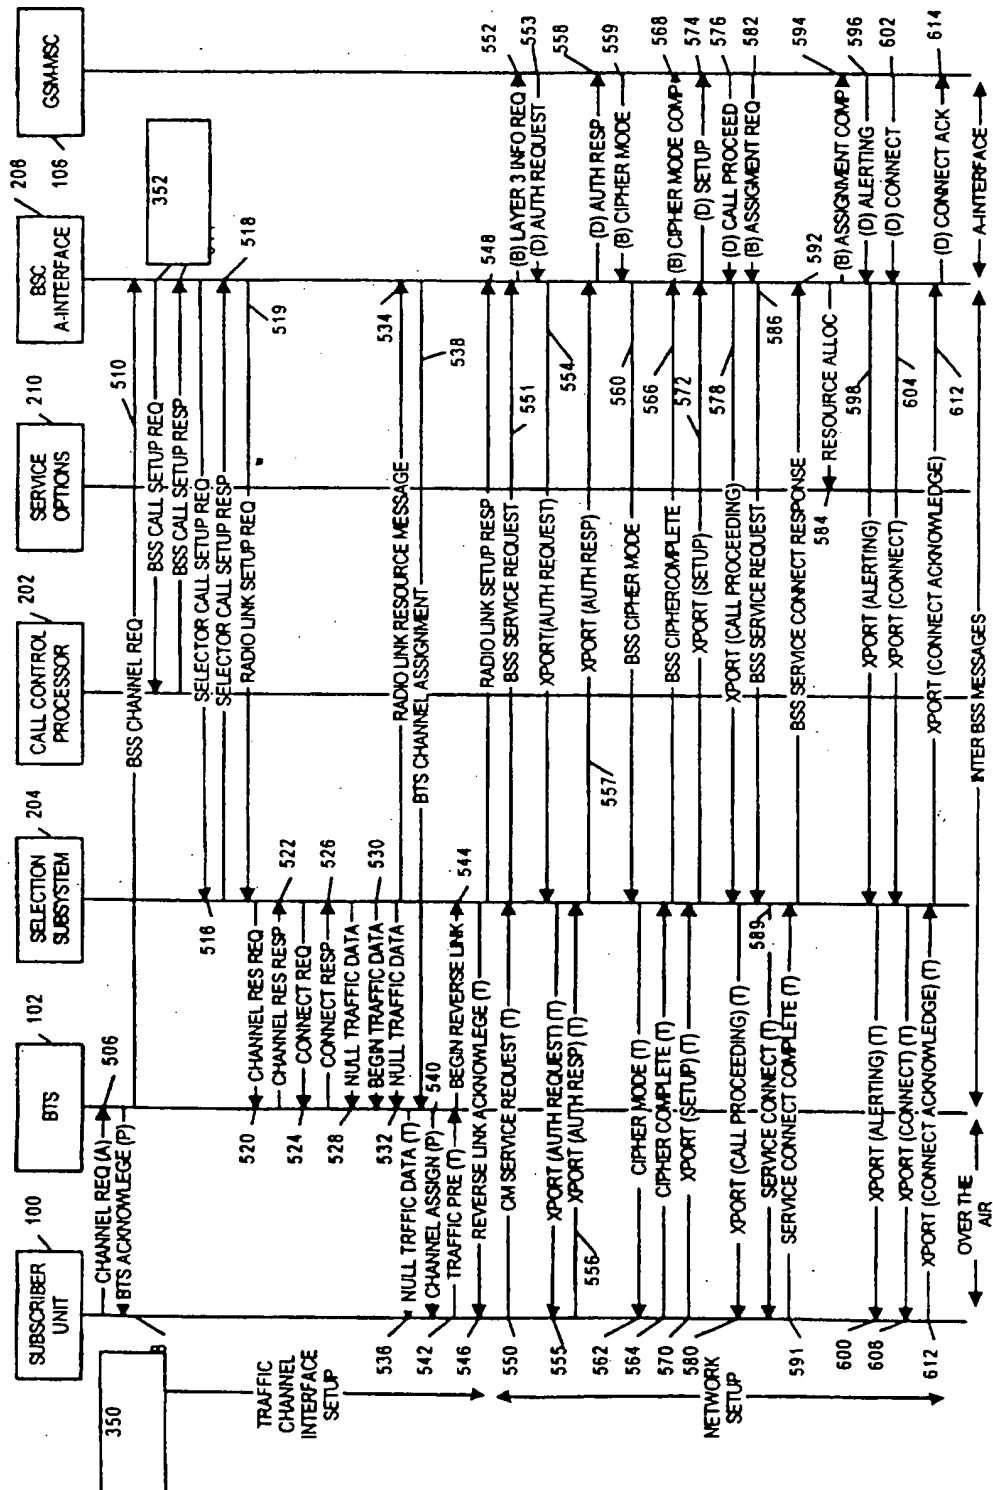 SUBSCRIBER
UNIT
100
BTS
102
SELECTION
SUBSYSTEM
204
CALL CONTROL
PROCESSOR
202
SERVICE
OPTIONS
210
BSC
A-INTERFACE
208
GSM-MSC
106
350
352
CHANNEL REQ (A)
506
BTS ACKNOWLEGE (P)
BSS CHANNEL REQ
510
BSS CALL SETUP REQ
BSS CALL SETUP RESP
SELECTOR CALL SETUP REQ
516
SELECTOR CALL SETUP RESP
518
RADIO LINK SETUP REQ
519
520
CHANNEL RES REQ
CHANNEL RES RESP
522
524
CONNECT REQ
CONNECT RESP
526
528
NULL TRAFFIC DATA
BEGIN TRAFFIC DATA
530
532
NULL TRAFFIC DATA
RADIO LINK RESOURCE MESSAGE
534
536
NULL TRFFIC DATA (T)
BTS CHANNEL ASSIGNMENT
538
542
CHANNEL ASSIGN (P)
540
TRAFFIC PRE (T)
BEGIN REVERSE LINK
544
546
REVERSE LINK ACKNOWLEGE (T)
RADIO LINK SETUP RESP
548
TRAFFIC
CHANNEL
INTERFACE
SETUP
550
CM SERVICE REQUEST (T)
BSS SERVICE REQUEST
551
(B) LAYER 3 INFO REQ
552
(D) AUTH REQUEST
553
XPORT(AUTH REQUEST)
554
555
XPORT (AUTH REQUEST) (T)
XPORT (AUTH RESP) (T)
556
XPORT (AUTH RESP)
557
(D) AUTH RESP
558
(B) CIPHER MODE
559
BSS CIPHER MODE
560
562
CIPHER MODE (T)
564
CIPHER COMPLETE (T)
BSS CIPHER COMPLETE
566
(B) CIPHER MODE COMP
568
570
XPORT (SETUP) (T)
XPORT (SETUP)
572
(D) SETUP
574
(D) CALL PROCEED
576
XPORT (CALL PROCEEDING)
578
580
XPORT (CALL PROCEEDING) (T)
(B) ASSIGMENT REQ
582
BSS SERVICE REQUEST
586
589
SERVICE CONNECT (T)
591
SERVICE CONNECT COMPLETE (T)
BSS SERVICE CONNECT RESPONSE
592
584
RESOURCE ALLOC
(B) ASSIGNMENT COMP
594
(D) ALERTING
596
XPORT (ALERTING)
598
600
XPORT (ALERTING) (T)
(D) CONNECT
602
XPORT (CONNECT)
604
608
XPORT (CONNECT) (T)
612
XPORT (CONNECT ACKNOWLEDGE) (T)
XPORT (CONNECT ACKNOWLEDGE)
612
(D) CONNECT ACK
614
NETWORK
SETUP
OVER THE
AIR
INTER BSS MESSAGES
A-INTERFACE